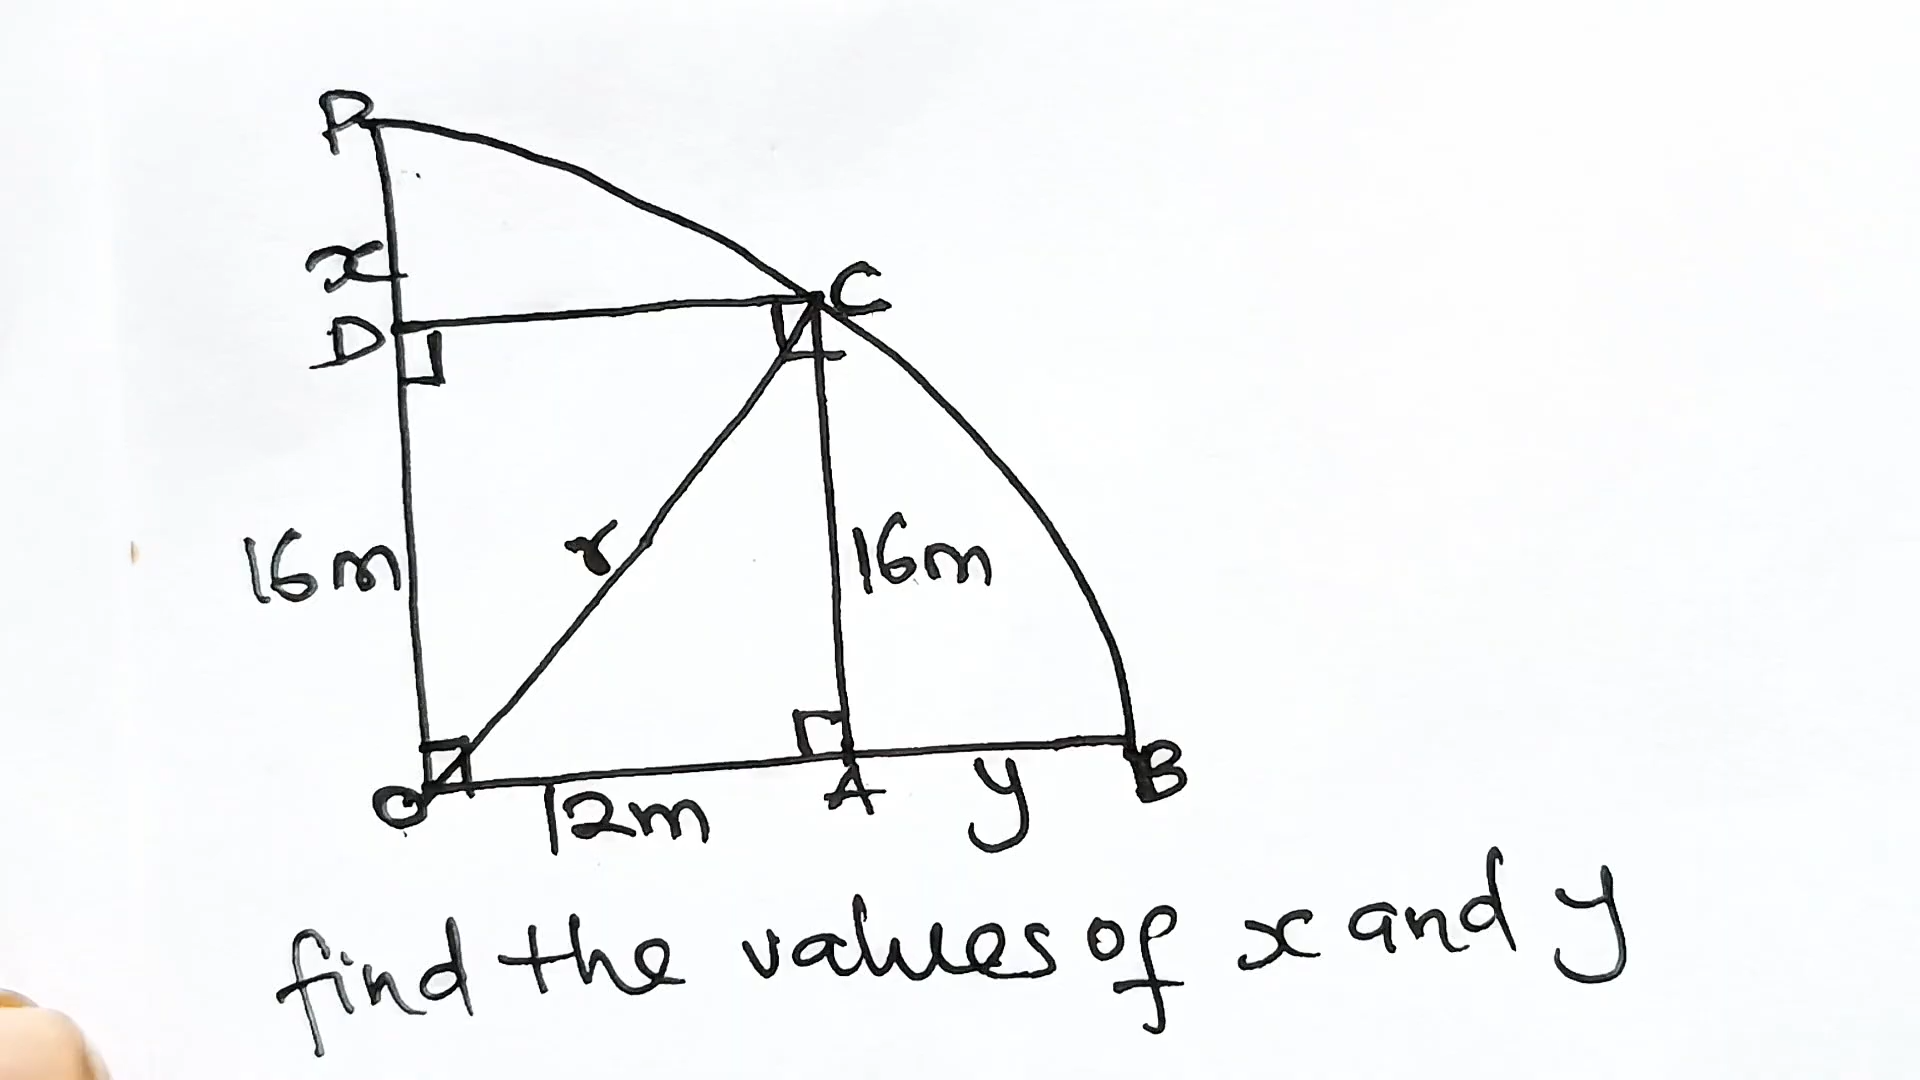 P
x
C
D
16m
r
16m
O
12m
A
y
B
find the values of x and y